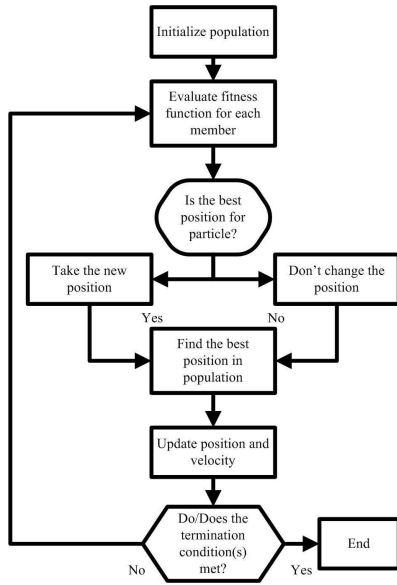 Initialize population
Evaluate fitness
function for each
member
Is the best
position for
particle?
Take the new
position
Don't change the
position
Yes
No
Find the best
position in
population
Update position and
velocity
Do/Does the
termination
condition(s)
met?
No
Yes
End